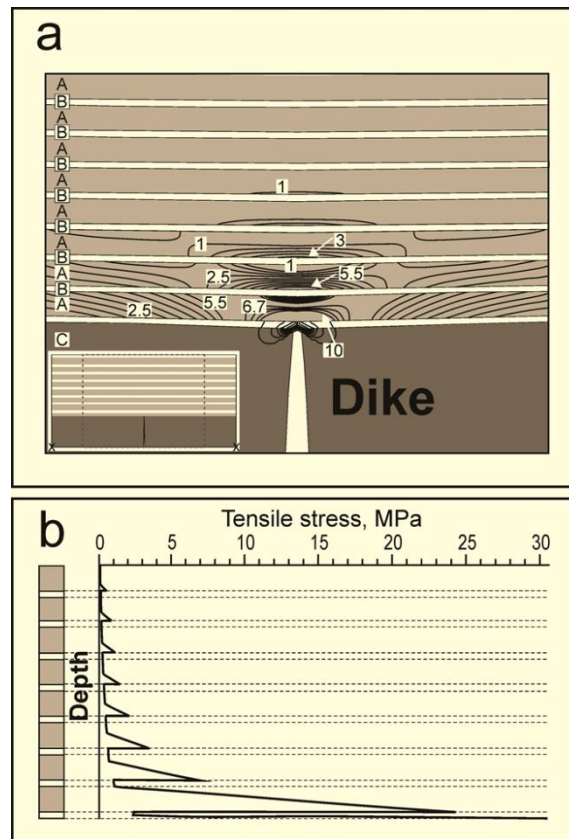 a
A
B
A
B
A
B
A
B 1
A
B
A 1 3
B 1
A 2.5 5.5
B
A 2.5 5.5 6.7
10
C
Dike
x x
b
Tensile stress, MPa
0 5 10 15 20 25 30
Depth